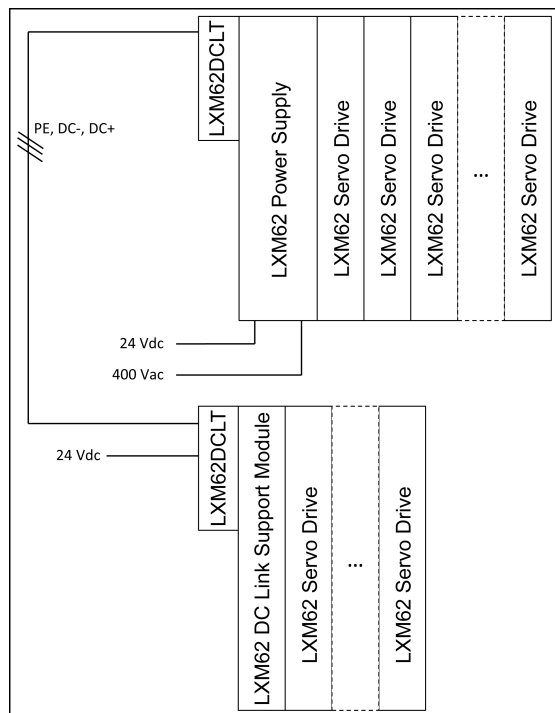 LXM62DCLT
LXM62 Power Supply
LXM62 Servo Drive
LXM62 Servo Drive
LXM62 Servo Drive
...
LXM62 Servo Drive
PE, DC-, DC+
24 Vdc
400 Vac
LXM62DCLT
24 Vdc
LXM62 DC Link Support Module
LXM62 Servo Drive
...
LXM62 Servo Drive